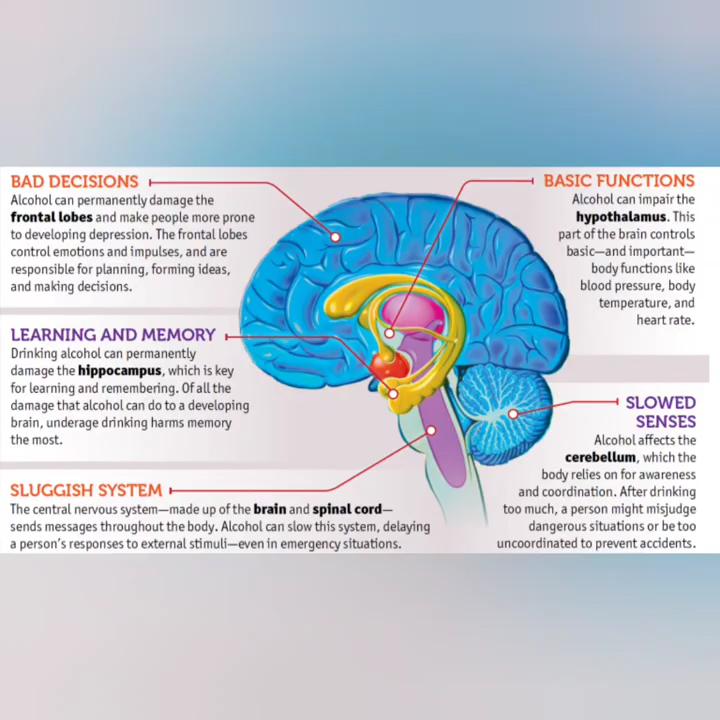 BAD DECISIONS
Alcohol can permanently damage the
frontal lobes and make people more prone
to developing depression. The frontal lobes
control emotions and impulses, and are
responsible for planning, forming ideas,
and making decisions.
LEARNING AND MEMORY
Drinking alcohol can permanently
damage the hippocampus, which is key
for learning and remembering. Of all the
damage that alcohol can do to a developing
brain, underage drinking harms memory
the most.
SLUGGISH SYSTEM
The central nervous system—made up of the brain and spinal cord—
sends messages throughout the body. Alcohol can slow this system, delaying
a person's responses to external stimuli—even in emergency situations.
BASIC FUNCTIONS
Alcohol can impair the
hypothalamus. This
part of the brain controls
basic—and important—
body functions like
blood pressure, body
temperature, and
heart rate.
SLOWED
SENSES
Alcohol affects the
cerebellum, which the
body relies on for awareness
and coordination. After drinking
too much, a person might misjudge
dangerous situations or be too
uncoordinated to prevent accidents.